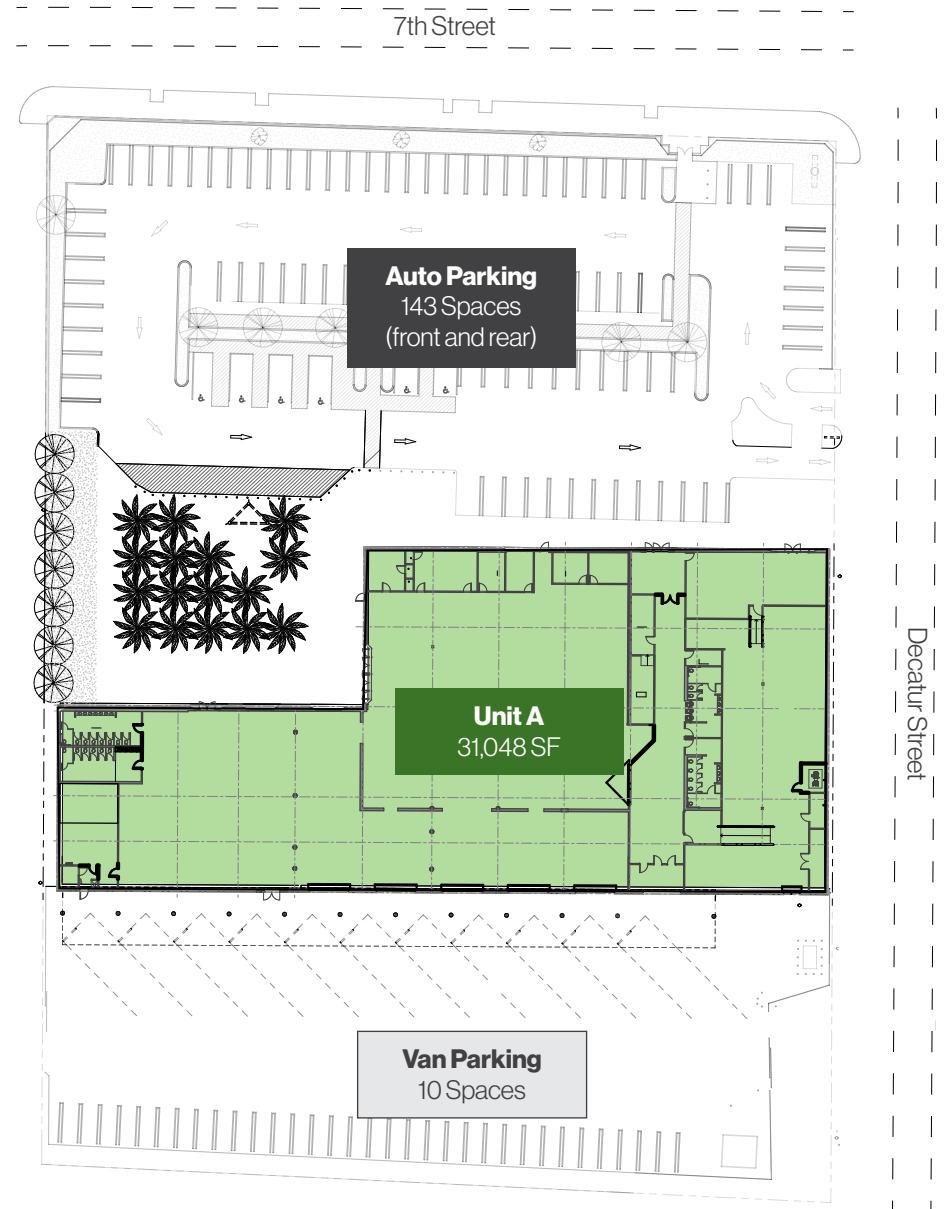 7th Street
Auto Parking
143 Spaces
(front and rear)
Unit A
31,048 SF
Decatur Street
Van Parking
10 Spaces